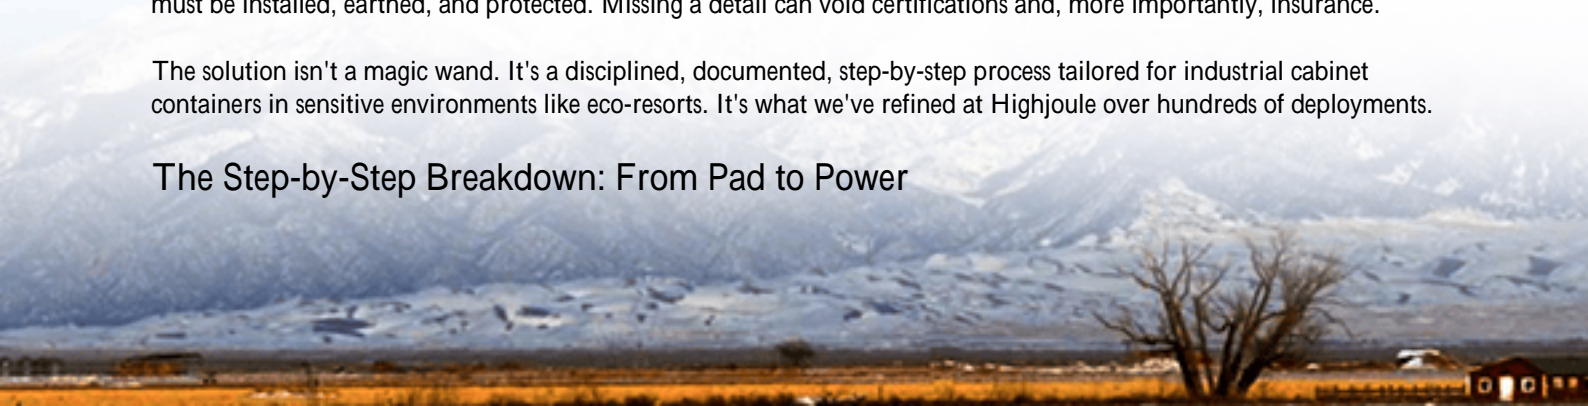 must be installed, earthed, and protected. Missing a detail can void certifications and, more importantly, insurance.
The solution isn't a magic wand. It's a disciplined, documented, step-by-step process tailored for industrial cabinet
containers in sensitive environments like eco-resorts. It's what we've refined at Highjoule over hundreds of deployments.
The Step-by-Step Breakdown: From Pad to Power